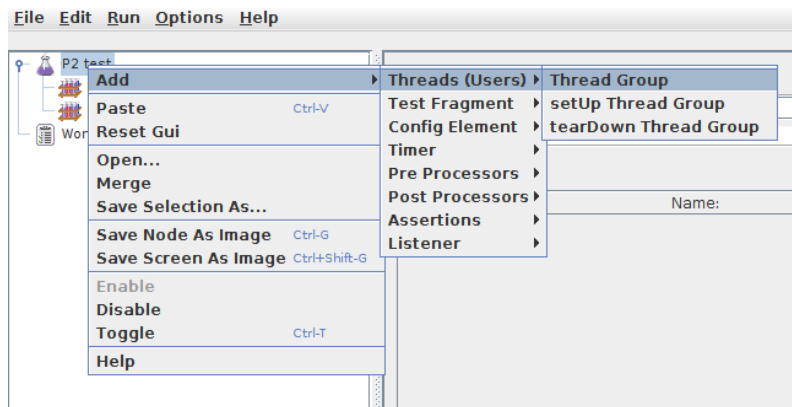 File Edit Run Options Help
P2 test
Wor
Add
Paste Ctrl-V
Reset Gui
Open...
Merge
Save Selection As...
Save Node As Image Ctrl-G
Save Screen As Image Ctrl+Shift-G
Enable
Disable
Toggle Ctrl-T
Help
Threads (Users)
Test Fragment
Config Element
Timer
Pre Processors
Post Processors
Assertions
Listener
Thread Group
setUp Thread Group
tearDown Thread Group
Name: